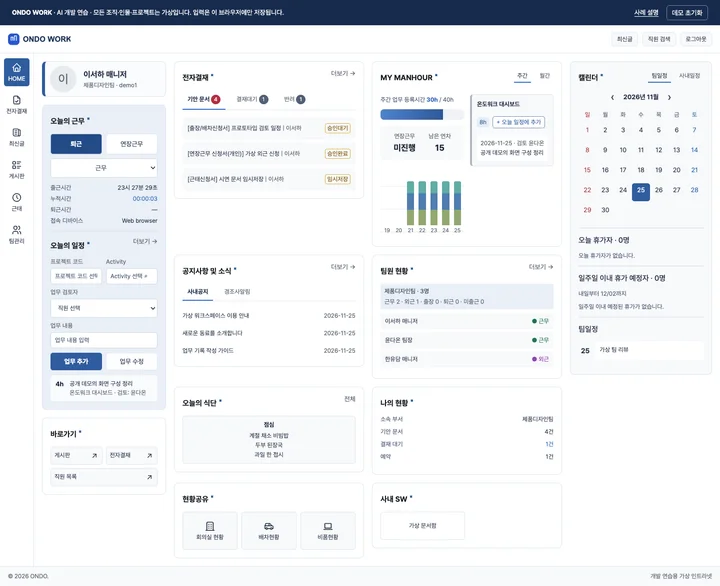 ONDO WORK · AI 개발 연습 · 모든 조직·인물·프로젝트는 가상입니다. 입력은 이 브라우저에만 저장됩니다.
사례 설명
데모 초기화
ONDO WORK
최신글
직원 검색
로그아웃
HOME
전자결재
최신글
게시판
근태
팀관리
이
이서하 매니저
제품디자인팀 · demo1
오늘의 근무
퇴근
연장근무
근무
출근시간 23시 27분 29초
누적시간 00:00:03
퇴근시간 —
접속 디바이스 Web browser
오늘의 일정
더보기 →
프로젝트 코드
Activity
프로젝트 코드 선택
Activity 선택
업무 검토자
직원 선택
업무 내용
업무 내용 입력
업무 추가
업무 수정
4h 공개 데모의 화면 구성 정리
온도워크 대시보드 · 검토: 윤다온
바로가기
게시판
전자결재
직원 목록
전자결재
더보기 →
기안 문서 4
결재대기 1
반려 1
[출장/배차신청서] 프로토타입 검토 일정 | 이서하 승인대기
[연장근무 신청서(개인)] 가상 외근 신청 | 이서하 승인완료
[근태신청서] 시면 문서 임시저장 | 이서하 임시저장
MY MANHOUR
주간
월간
주간 업무 등록시간 30h / 40h
연장근무
미진행
남은 연차
15
온도워크 대시보드
8h
+ 오늘 일정에 추가
2026-11-25 · 검토 윤다온
공개 데모의 화면 구성 정리
19 20 21 22 23 24 25
공지사항 및 소식
더보기 →
사내공지
경조사알림
가상 워크스페이스 이용 안내 2026-11-25
새로운 동료를 소개합니다 2026-11-25
업무 기록 작성 가이드 2026-11-25
팀원 현황
더보기 →
제품디자인팀 · 3명
근무 2 · 외근 1 · 출장 0 · 퇴근 0 · 미출근 0
이서하 매니저 근무
윤다온 팀장 근무
한유담 매니저 외근
오늘의 식단
전체
점심
계절 채소 비빔밥
두부 된장국
과일 한 접시
나의 현황
소속 부서 제품디자인팀
기안 문서 4건
결재 대기 1건
예약 1건
현황공유
회의실 현황
배차현황
비품현황
사내 SW
가상 문서함
캘린더
팀일정
사내일정
2026년 11월
일 월 화 수 목 금 토
1 2 3 4 5 6 7
8 9 10 11 12 13 14
15 16 17 18 19 20 21
22 23 24 25 26 27 28
29 30
오늘 휴가자 · 0명
오늘 휴가자가 없습니다.
일주일 이내 휴가 예정자 · 0명
내일부터 12/02까지
일주일 이내 예정된 휴가가 없습니다.
팀일정
25 가상 팀 리뷰
© 2026 ONDO.
개발 연습용 가상 인트라넷